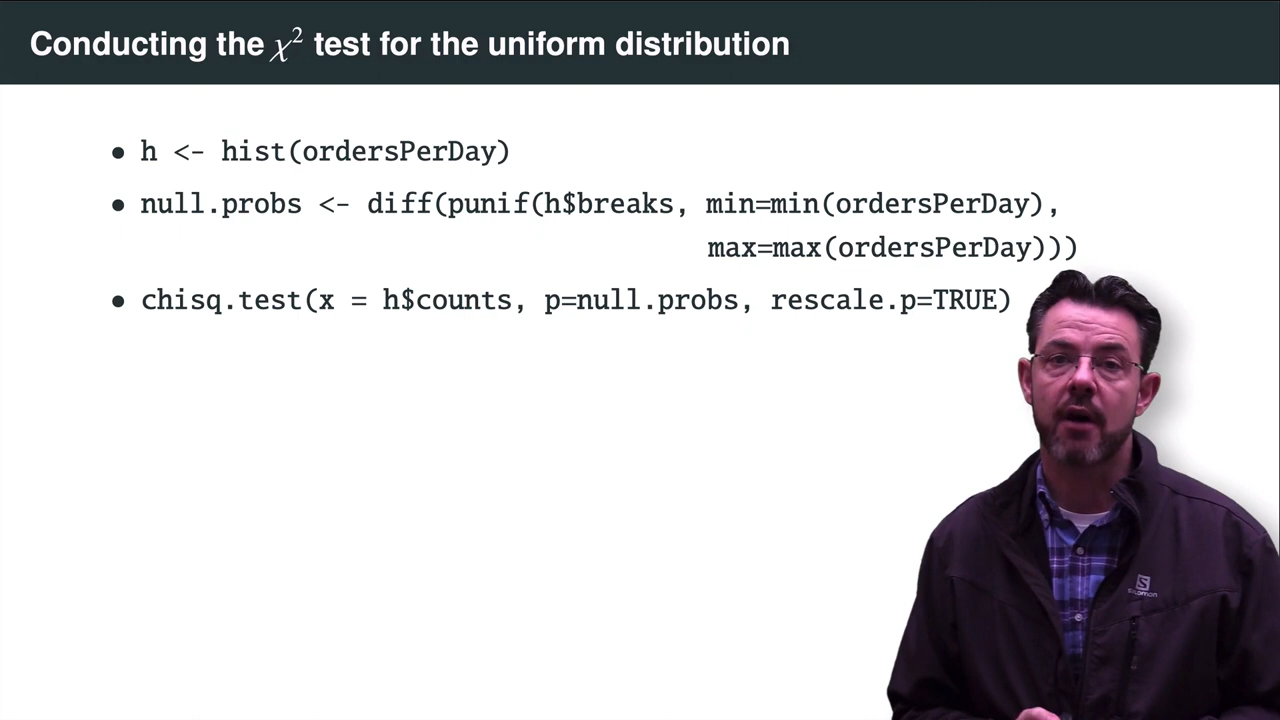 Conducting the χ² test for the uniform distribution
• h <- hist(ordersPerDay)
• null.probs <- diff(punif(h$breaks, min=min(ordersPerDay),
max=max(ordersPerDay)))
• chisq.test(x = h$counts, p=null.probs, rescale.p=TRUE)
S
SALOMON